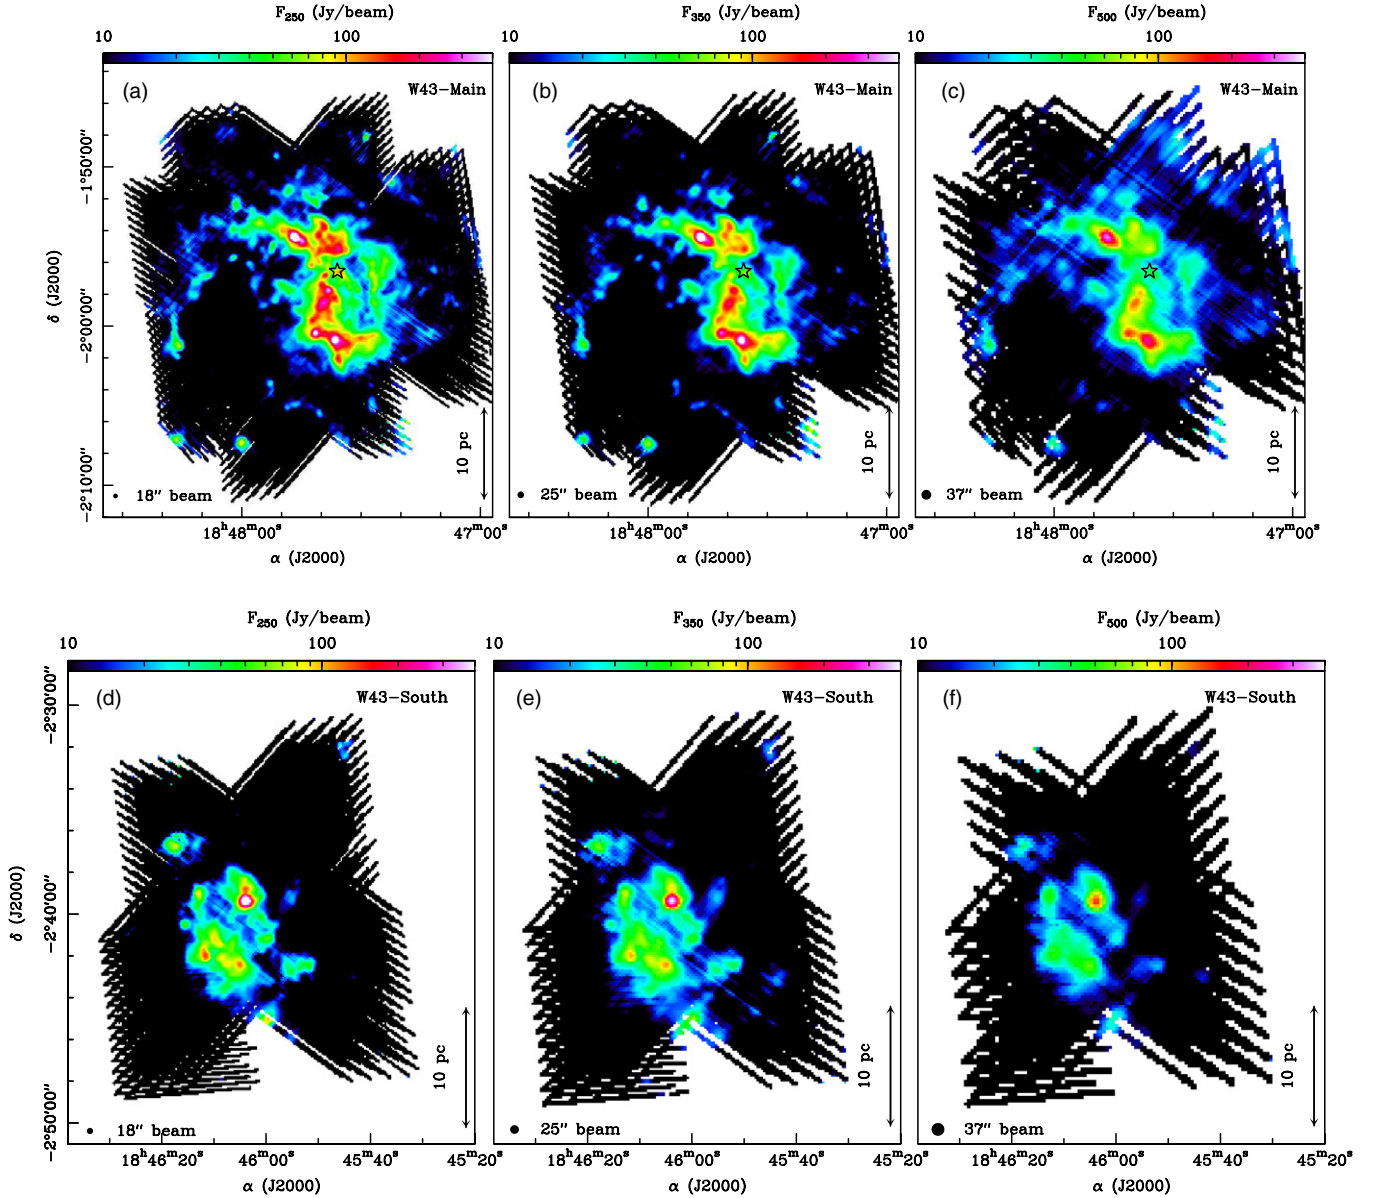 F250 (Jy/beam) F350 (Jy/beam) F500 (Jy/beam)
10 100 10 100 10 100
(a) W43-Main (b) W43-Main (c) W43-Main
-1°50′00″
δ (J2000)
-2°00′00″
-2°10′00″
10 pc 10 pc 10 pc
18″ beam 25″ beam 37″ beam
18h48m00s 47m00s 18h48m00s 47m00s 18h48m00s 47m00s
α (J2000) α (J2000) α (J2000)
F250 (Jy/beam) F350 (Jy/beam) F500 (Jy/beam)
10 100 10 100 10 100
(d) W43-South (e) W43-South (f) W43-South
-2°30′00″
δ (J2000)
-2°40′00″
-2°50′00″
10 pc 10 pc 10 pc
18″ beam 25″ beam 37″ beam
18h46m20s 46m00s 45m40s 45m20s 18h46m20s 46m00s 45m40s 45m20s 18h46m20s 46m00s 45m40s 45m20s
α (J2000) α (J2000) α (J2000)